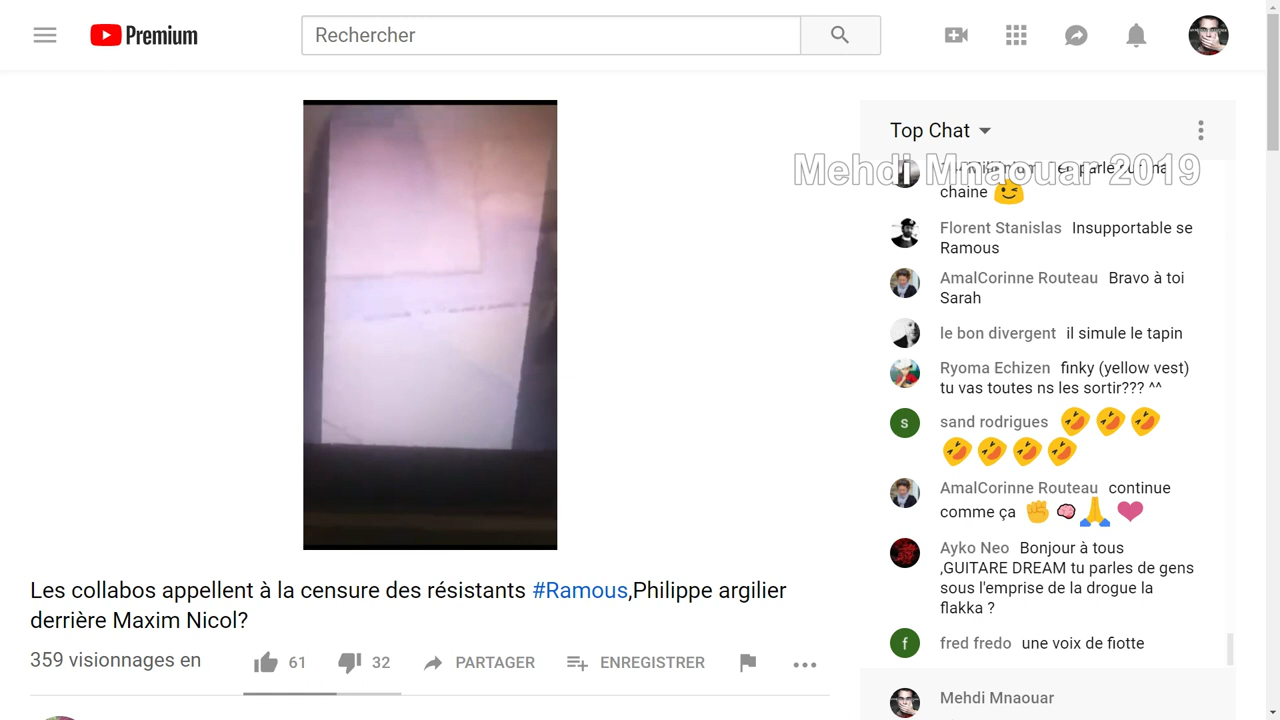 Premium
Rechercher
Top Chat
Mehdi Mnaouar 2019
chaine
Florent Stanislas Insupportable se
Ramous
AmalCorinne Routeau Bravo à toi
Sarah
le bon divergent il simule le tapin
Ryoma Echizen finky (yellow vest)
tu vas toutes ns les sortir??? ^^
s sand rodrigues
AmalCorinne Routeau continue
comme ça
Ayko Neo Bonjour à tous
,GUITARE DREAM tu parles de gens
sous l'emprise de la drogue la
flakka ?
f fred fredo une voix de fiotte
Mehdi Mnaouar
Les collabos appellent à la censure des résistants #Ramous,Philippe argilier
derrière Maxim Nicol?
359 visionnages en
61 32 PARTAGER ENREGISTRER